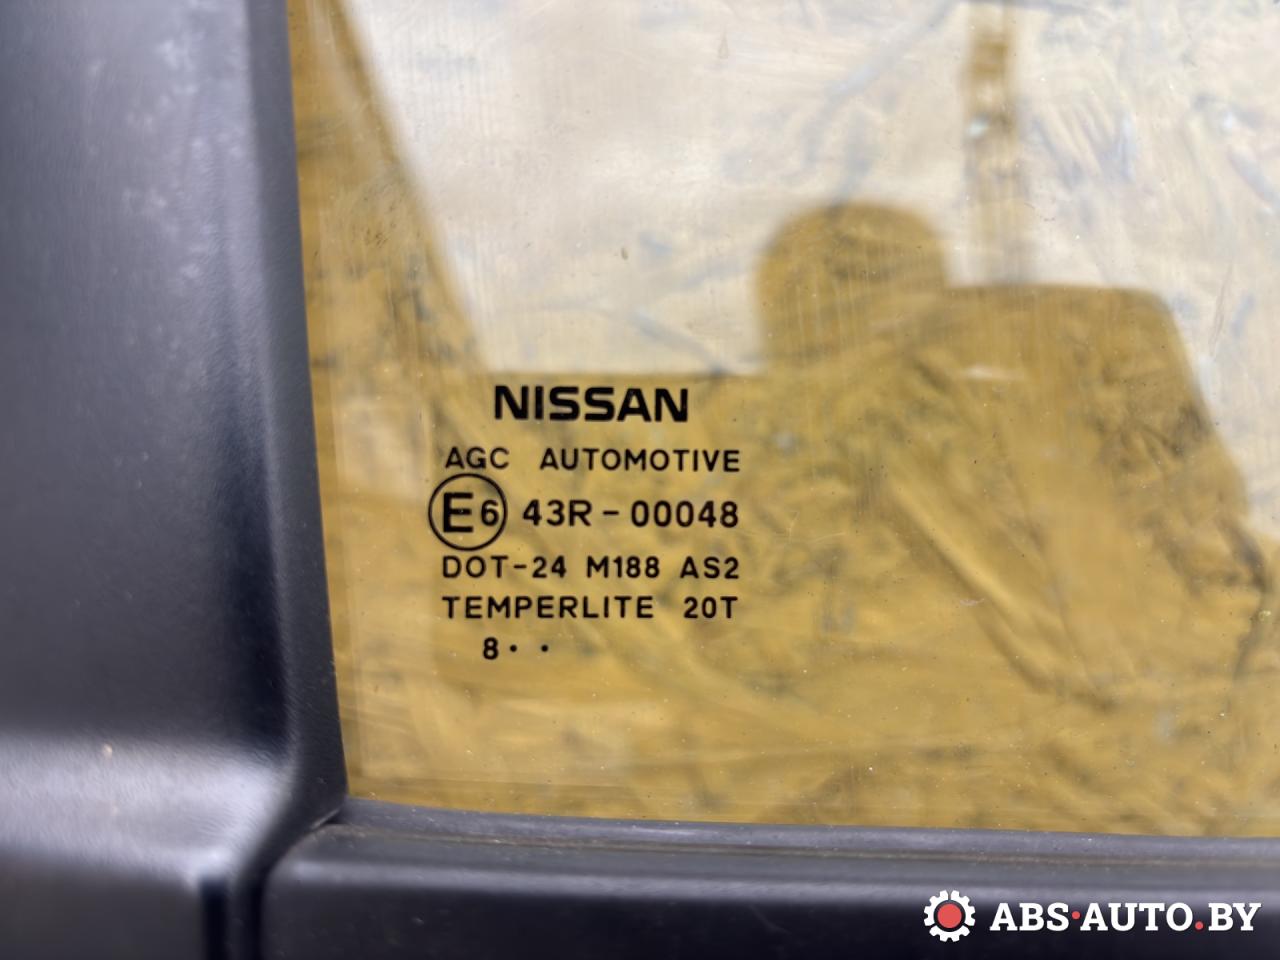 NISSAN
AGC AUTOMOTIVE
E6 43R-00048
DOT-24 M188 AS2
TEMPERLITE 20T
8· ·
ABS·AUTO.BY